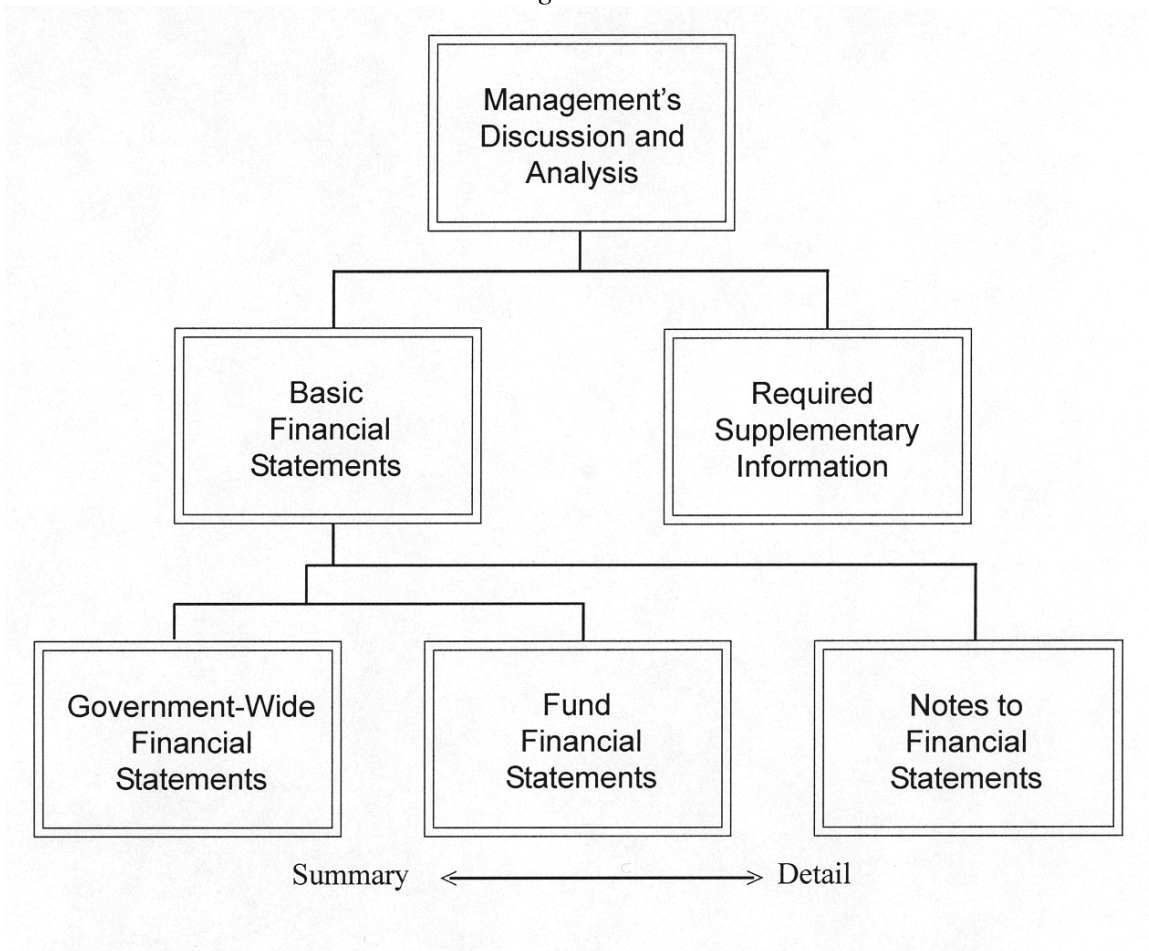 Management's
Discussion and
Analysis
Basic
Financial
Statements
Required
Supplementary
Information
Government-Wide
Financial
Statements
Fund
Financial
Statements
Notes to
Financial
Statements
Summary
Detail